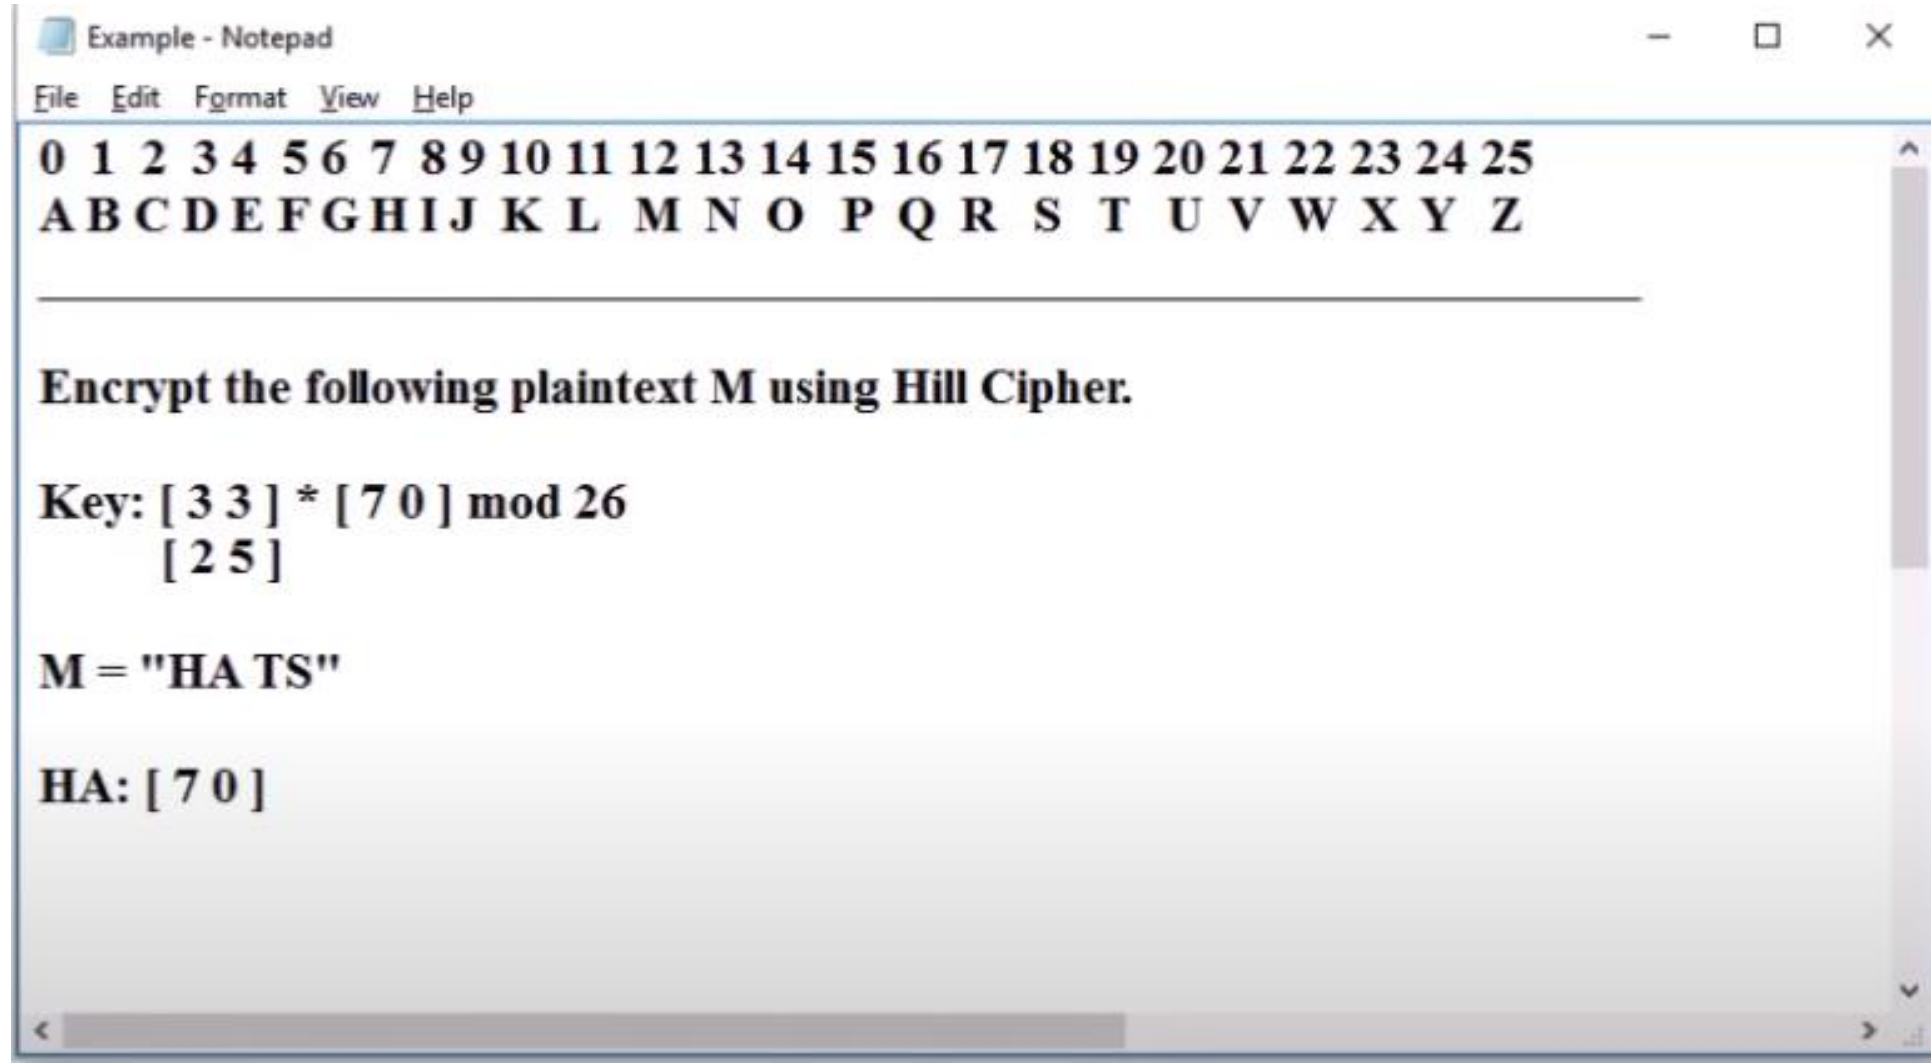 Example - Notepad
File Edit Format View Help
0 1 2 3 4 5 6 7 8 9 10 11 12 13 14 15 16 17 18 19 20 21 22 23 24 25
A B C D E F G H I J K L M N O P Q R S T U V W X Y Z
Encrypt the following plaintext M using Hill Cipher.
Key: [ 3 3 ] * [ 7 0 ] mod 26
[ 2 5 ]
M = "HA TS"
HA: [ 7 0 ]